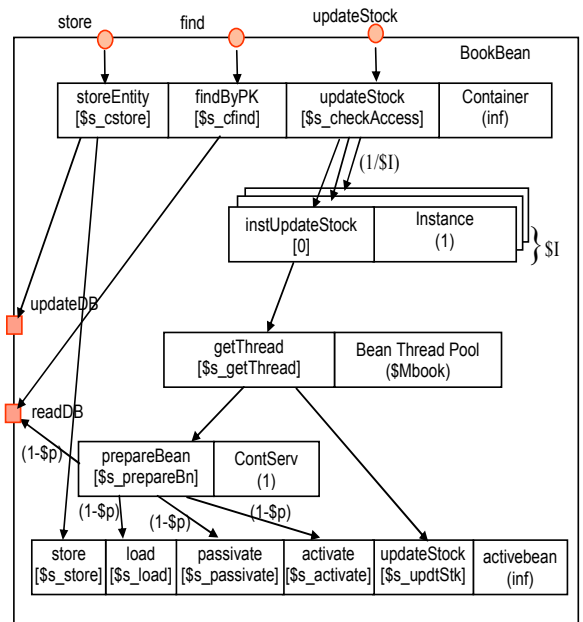 store
find
updateStock
BookBean
storeEntity
[$s_cstore]
findByPK
[$s_cfind]
updateStock
[$s_checkAccess]
Container
(inf)
(1/$I)
instUpdateStock
[0]
Instance
(1)
} $I
updateDB
getThread
[$s_getThread]
Bean Thread Pool
($Mbook)
readDB
(1-$p)
prepareBean
[$s_prepareBn]
ContServ
(1)
(1-$p)
(1-$p)
(1-$p)
store
[$s_store]
load
[$s_load]
passivate
[$s_passivate]
activate
[$s_activate]
updateStock
[$s_updtStk]
activebean
(inf)